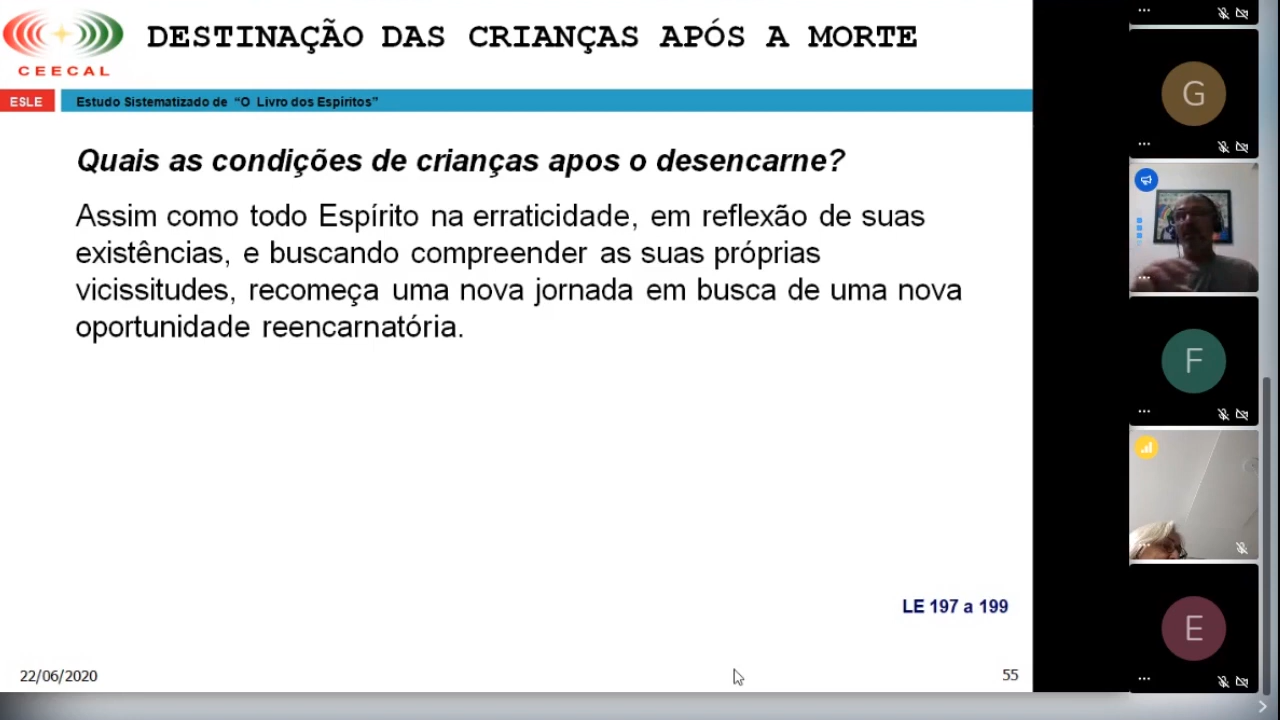 DESTINAÇÃO DAS CRIANÇAS APÓS A MORTE
CEECAL
ESLE
Estudo Sistematizado de “O Livro dos Espíritos”
Quais as condições de crianças apos o desencarne?
Assim como todo Espírito na erraticidade, em reflexão de suas
existências, e buscando compreender as suas próprias
vicissitudes, recomeça uma nova jornada em busca de uma nova
oportunidade reencarnatória.
LE 197 a 199
22/06/2020
55
G
F
E